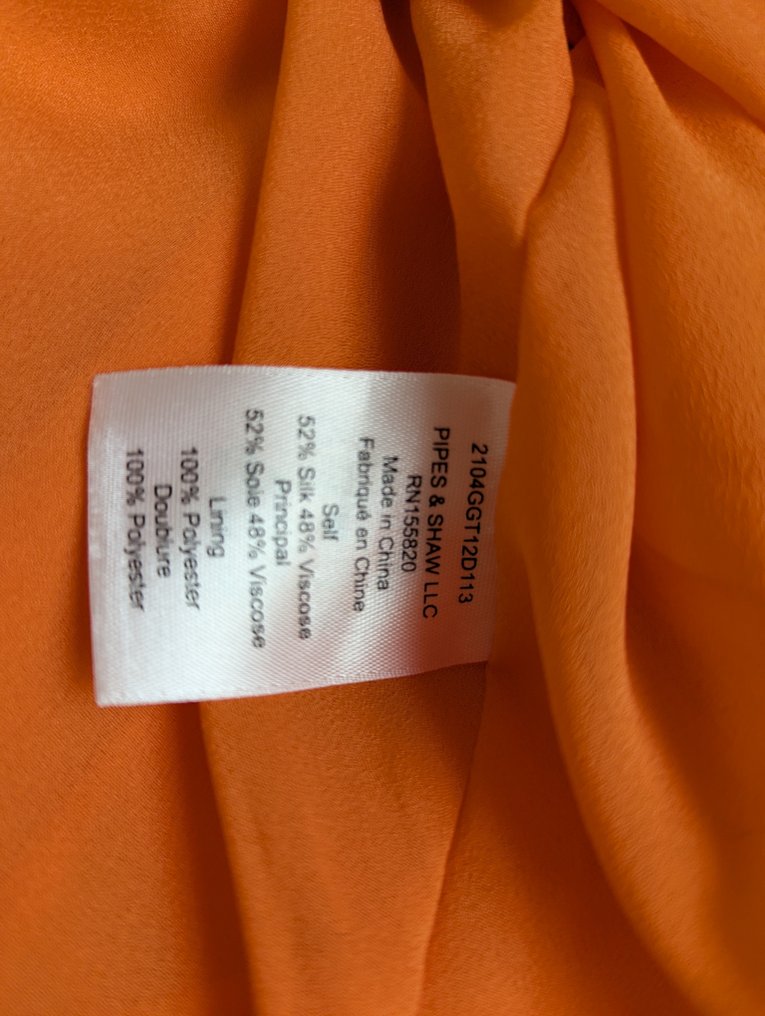 2104GGT12D113
PIPES & SHAW LLC
RN155820
Made in China
Fabriqué en Chine
Self
52% Silk 48% Viscose
Principal
52% Soie 48% Viscose
Lining
100% Polyester
Doublure
100% Polyester